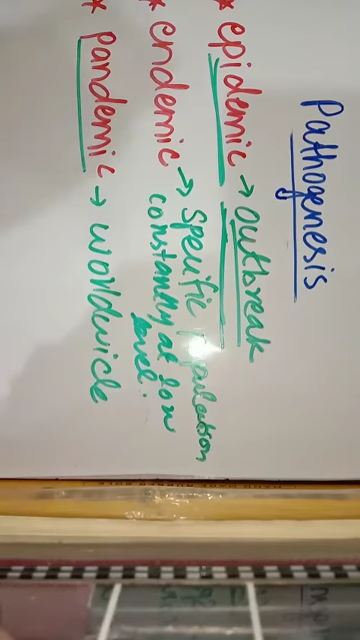 Pathogenesis
* epidemic → outbreak
* endemic → Specific population
constantly at low
level.
* pandemic → worldwide